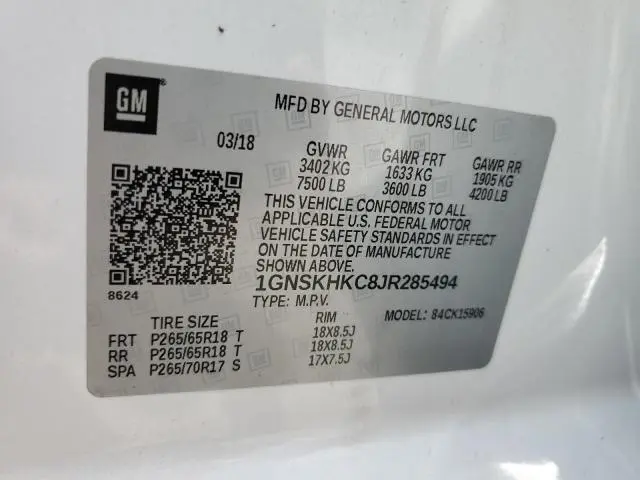 GM
MFD BY GENERAL MOTORS LLC
03/18
GVWR GAWR FRT GAWR RR
3402 KG 1633 KG 1905 KG
7500 LB 3600 LB 4200 LB
THIS VEHICLE CONFORMS TO ALL
APPLICABLE U.S. FEDERAL MOTOR
VEHICLE SAFETY STANDARDS IN EFFECT
ON THE DATE OF MANUFACTURE
SHOWN ABOVE.
8624
1GNSKHKC8JR285494
TYPE: M.P.V. MODEL: 84CK15906
TIRE SIZE RIM
FRT P265/65R18 T 18X8.5J
RR P265/65R18 T 18X8.5J
SPA P265/70R17 S 17X7.5J